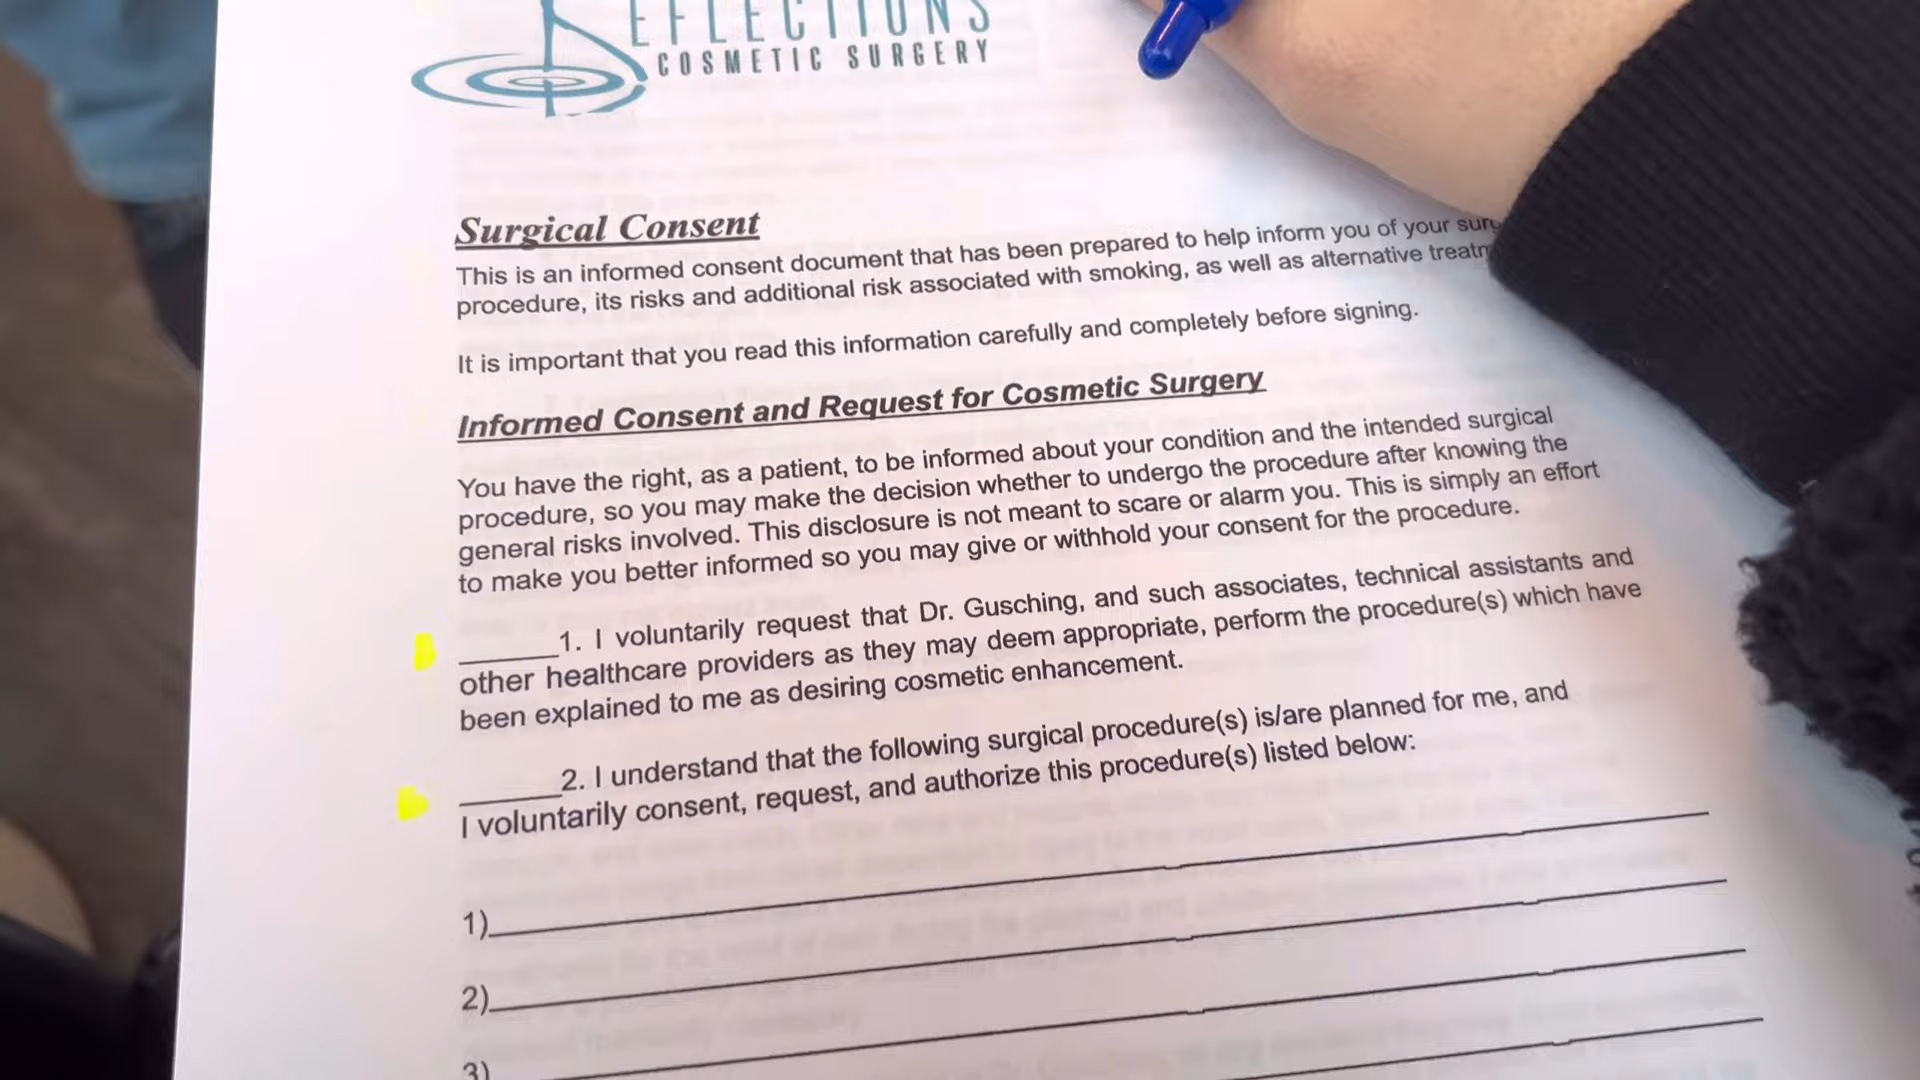 EFLECTIONS
COSMETIC SURGERY
Surgical Consent
This is an informed consent document that has been prepared to help inform you of your
procedure, its risks and additional risk associated with smoking, as well as alternative
It is important that you read this information carefully and completely before signing.
Informed Consent and Request for Cosmetic Surgery
You have the right, as a patient, to be informed about your condition and the intended surgical
procedure, so you may make the decision whether to undergo the procedure after knowing the
general risks involved. This disclosure is not meant to scare or alarm you. This is simply an effort
to make you better informed so you may give or withhold your consent for the procedure.
_______1. I voluntarily request that Dr. Gusching, and such associates, technical assistants and
other healthcare providers as they may deem appropriate, perform the procedure(s) which have
been explained to me as desiring cosmetic enhancement.
_______2. I understand that the following surgical procedure(s) is/are planned for me, and
I voluntarily consent, request, and authorize this procedure(s) listed below:
1)
2)
3)